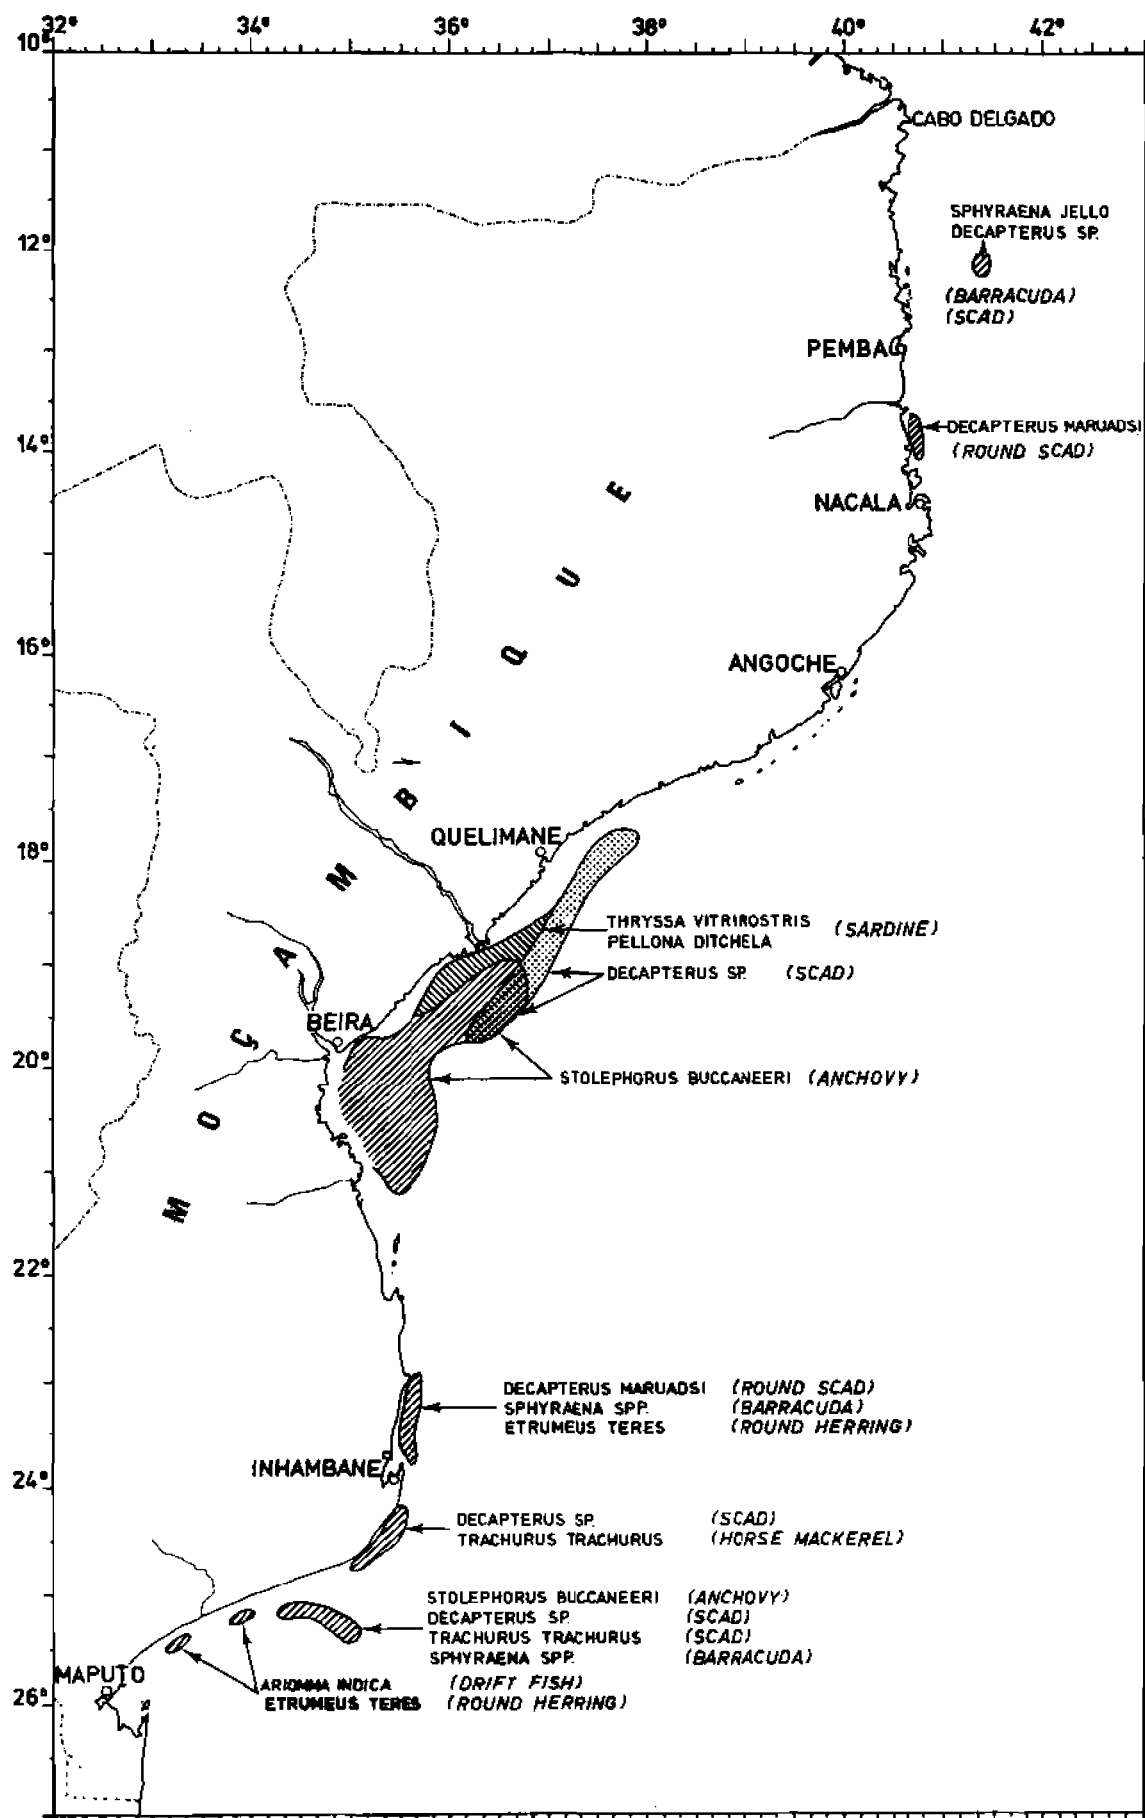 32° 34° 36° 38° 40° 42°
10°
CABO DELGADO
SPHYRAENA JELLO
DECAPTERUS SP.
12°
(BARRACUDA)
(SCAD)
PEMBA
DECAPTERUS MARUADSI
14°
(ROUND SCAD)
NACALA
16°
ANGOCHE
MOÇAMBIQUE
QUELIMANE
18°
THRYSSA VITRIROSTRIS (SARDINE)
PELLONA DITCHELA
DECAPTERUS SP. (SCAD)
BEIRA
20°
STOLEPHORUS BUCCANEERI (ANCHOVY)
22°
DECAPTERUS MARUADSI (ROUND SCAD)
SPHYRAENA SPP. (BARRACUDA)
ETRUMEUS TERES (ROUND HERRING)
INHAMBANE
24°
DECAPTERUS SP. (SCAD)
TRACHURUS TRACHURUS (HORSE MACKEREL)
STOLEPHORUS BUCCANEERI (ANCHOVY)
DECAPTERUS SP. (SCAD)
TRACHURUS TRACHURUS (SCAD)
SPHYRAENA SPP. (BARRACUDA)
MAPUTO
ARIOMMA INDICA (DRIFT FISH)
ETRUMEUS TERES (ROUND HERRING)
26°